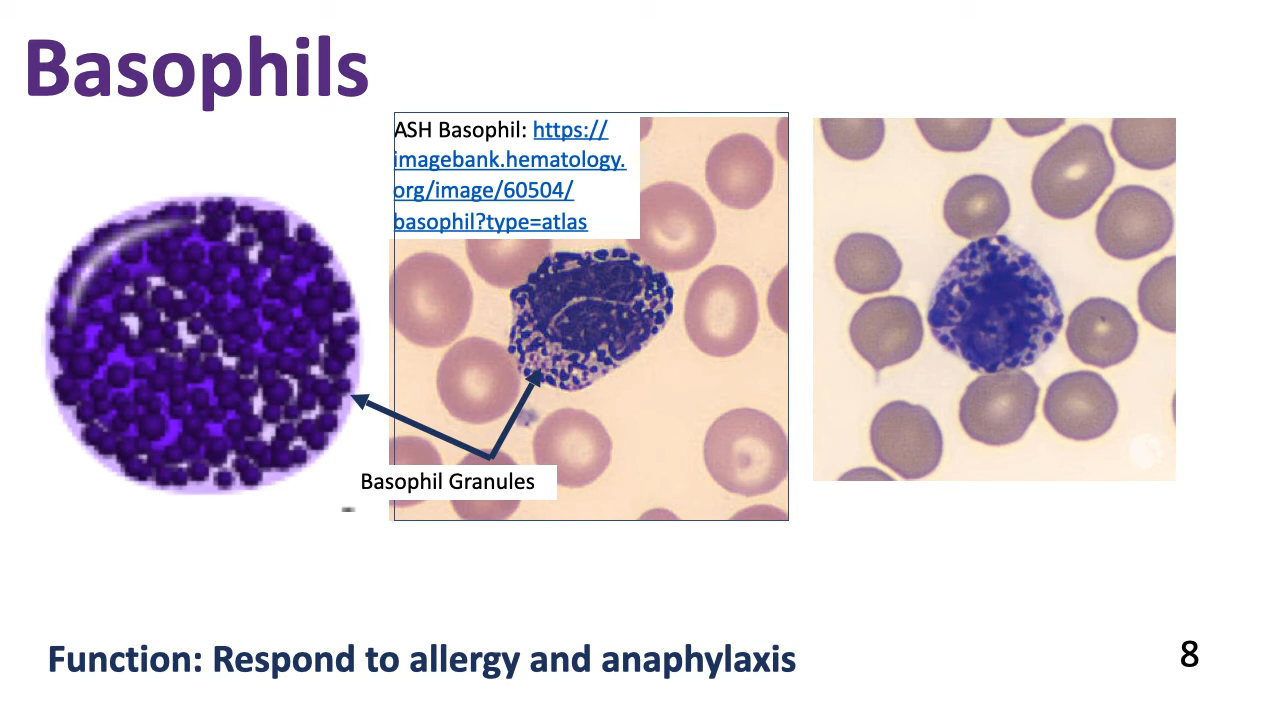 Basophils
ASH Basophil: https://
imagebank.hematology.
org/image/60504/
basophil?type=atlas
Basophil Granules
Function: Respond to allergy and anaphylaxis
8